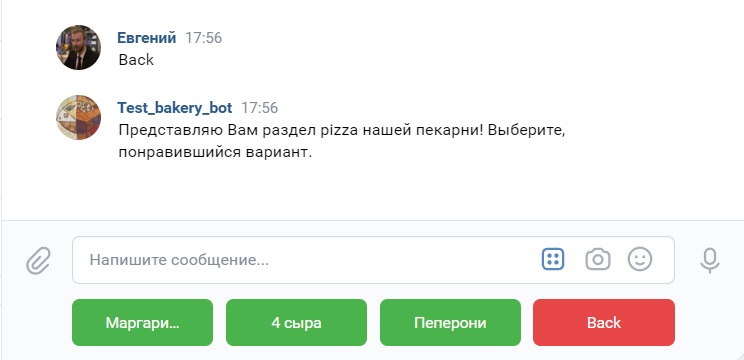 Евгений 17:56
Back
Test_bakery_bot 17:56
Представляю Вам раздел pizza нашей пекарни! Выберите,
понравившийся вариант.
Напишите сообщение...
Маргари... 4 сыра Пеперони Back